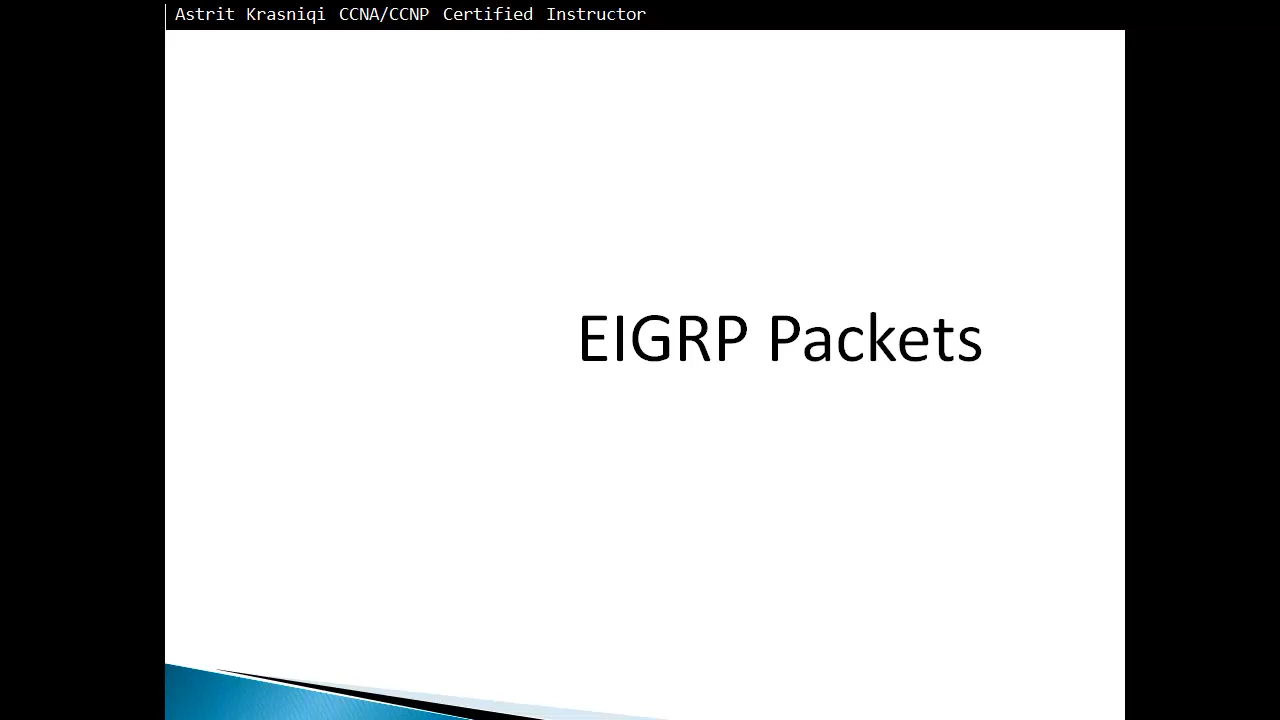 Astrit Krasniqi CCNA/CCNP Certified Instructor
EIGRP Packets